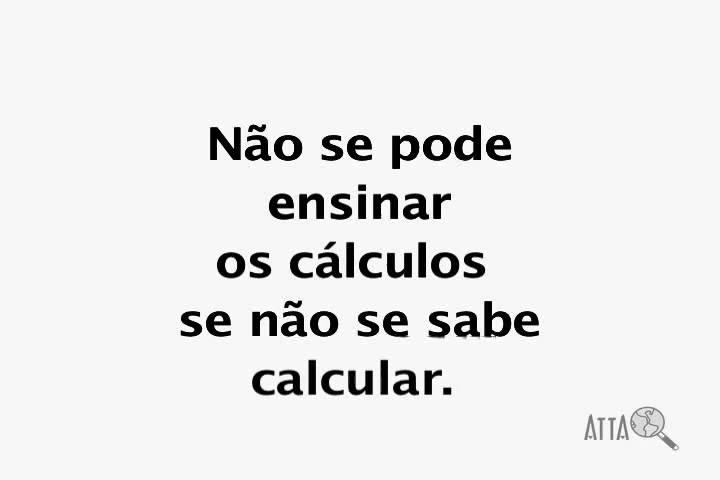 Não se pode
ensinar
os cálculos
se não se sabe
calcular.
ATTA